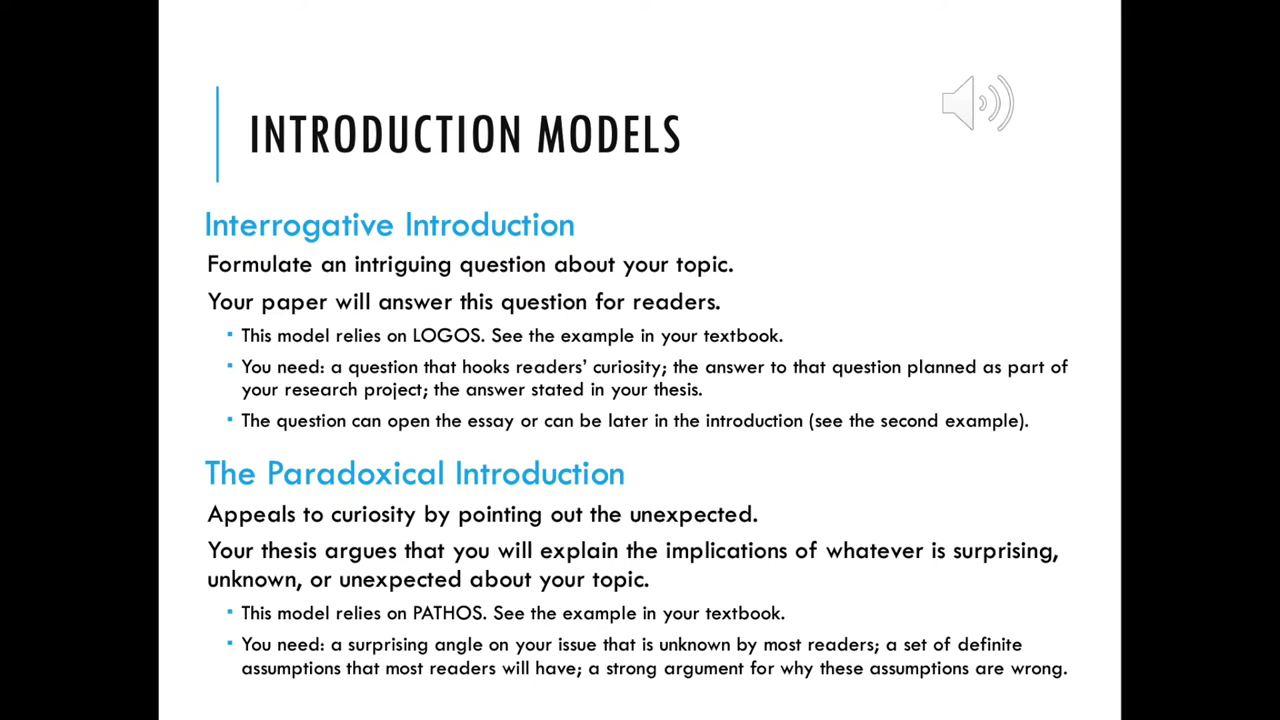 INTRODUCTION MODELS
Interrogative Introduction
Formulate an intriguing question about your topic.
Your paper will answer this question for readers.
▪ This model relies on LOGOS. See the example in your textbook.
▪ You need: a question that hooks readers’ curiosity; the answer to that question planned as part of
your research project; the answer stated in your thesis.
▪ The question can open the essay or can be later in the introduction (see the second example).
The Paradoxical Introduction
Appeals to curiosity by pointing out the unexpected.
Your thesis argues that you will explain the implications of whatever is surprising,
unknown, or unexpected about your topic.
▪ This model relies on PATHOS. See the example in your textbook.
▪ You need: a surprising angle on your issue that is unknown by most readers; a set of definite
assumptions that most readers will have; a strong argument for why these assumptions are wrong.